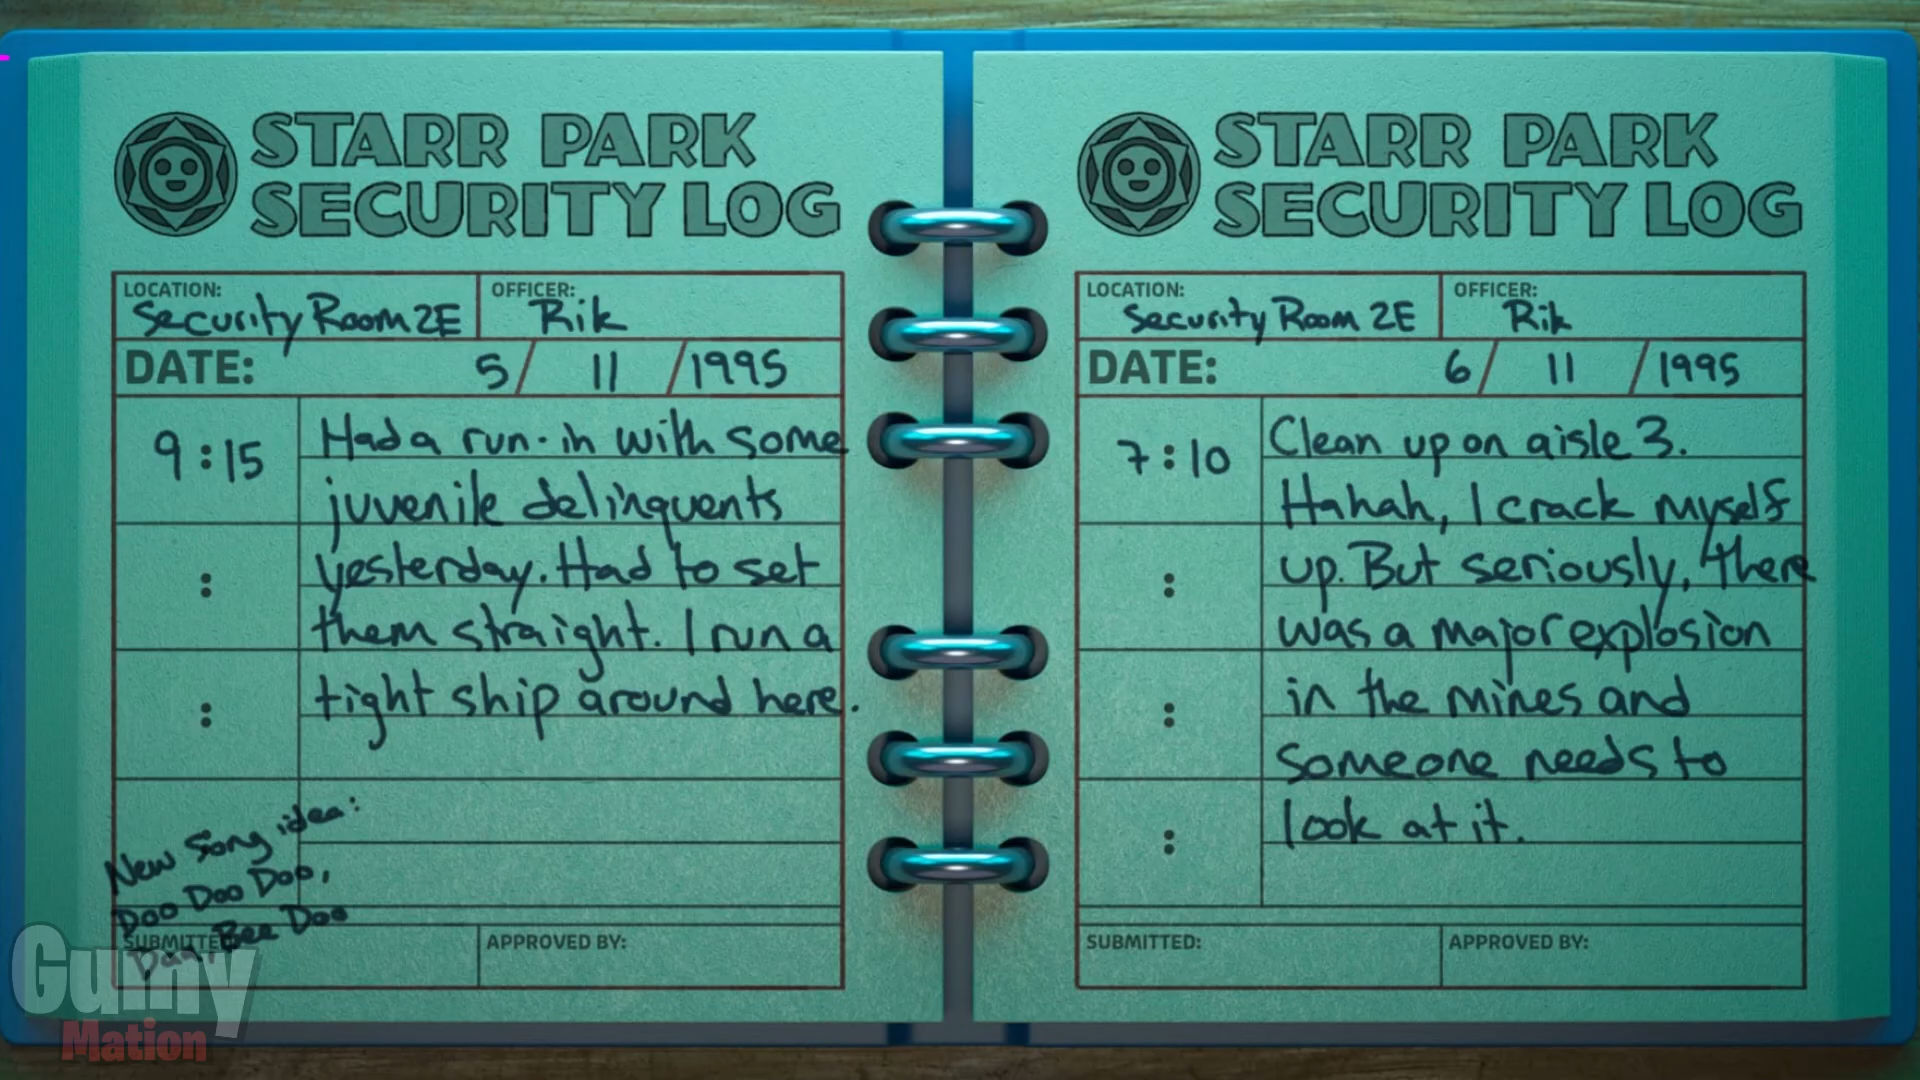 STARR PARK
SECURITY LOG
LOCATION:
Security Room 2E
OFFICER:
Rik
DATE: 5/ 11 /1995
9:15
Had a run-in with some
juvenile delinquents
yesterday. Had to set
them straight. I run a
tight ship around here.
:
:
New Song idea:
Doo Doo Doo,
Bee Doo
SUBMITTED:
APPROVED BY:
STARR PARK
SECURITY LOG
LOCATION:
Security Room 2E
OFFICER:
Rik
DATE: 6/ 11 /1995
7:10
Clean up on aisle 3.
Hahah, I crack myself
up. But seriously, there
was a major explosion
in the mines and
someone needs to
look at it.
:
:
:
SUBMITTED:
APPROVED BY:
Gumy
Mation